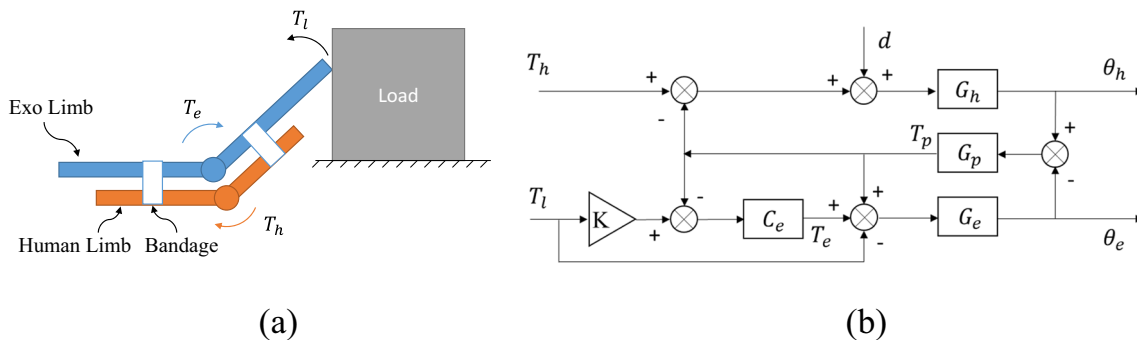 T_l
Load
Exo Limb
T_e
Human Limb
Bandage
T_h
(a)
d
T_h
+
+
+
G_h
θ_h
-
+
T_p
G_p
-
T_l
K
-
+
C_e
+
T_e
+
-
G_e
θ_e
(b)